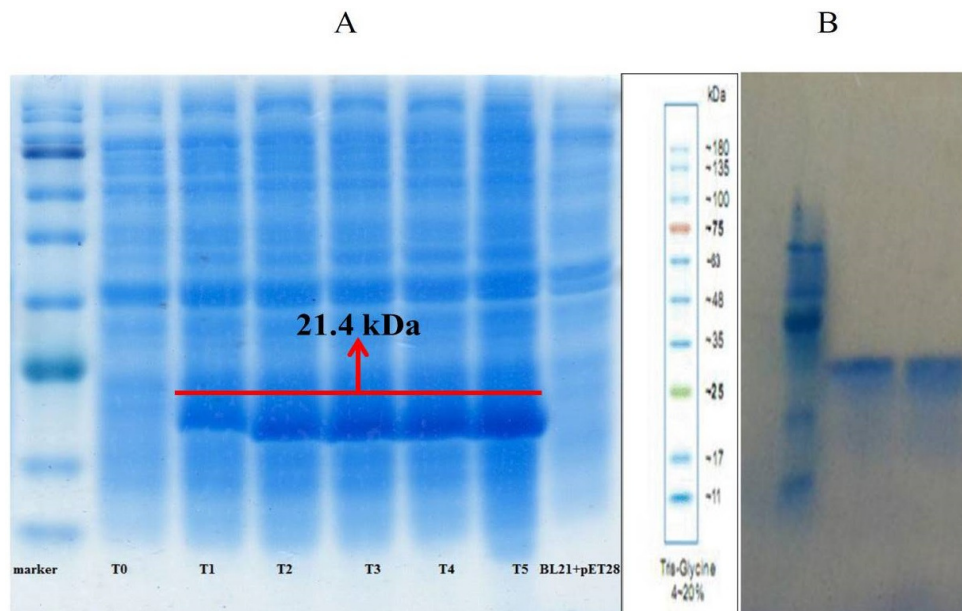 A
B
21.4 kDa
marker
T0
T1
T2
T3
T4
T5
BL21+pET28
kDa
~180
~135
~100
~75
~63
~48
~35
~25
~17
~11
Tris-Glycine
4~20%